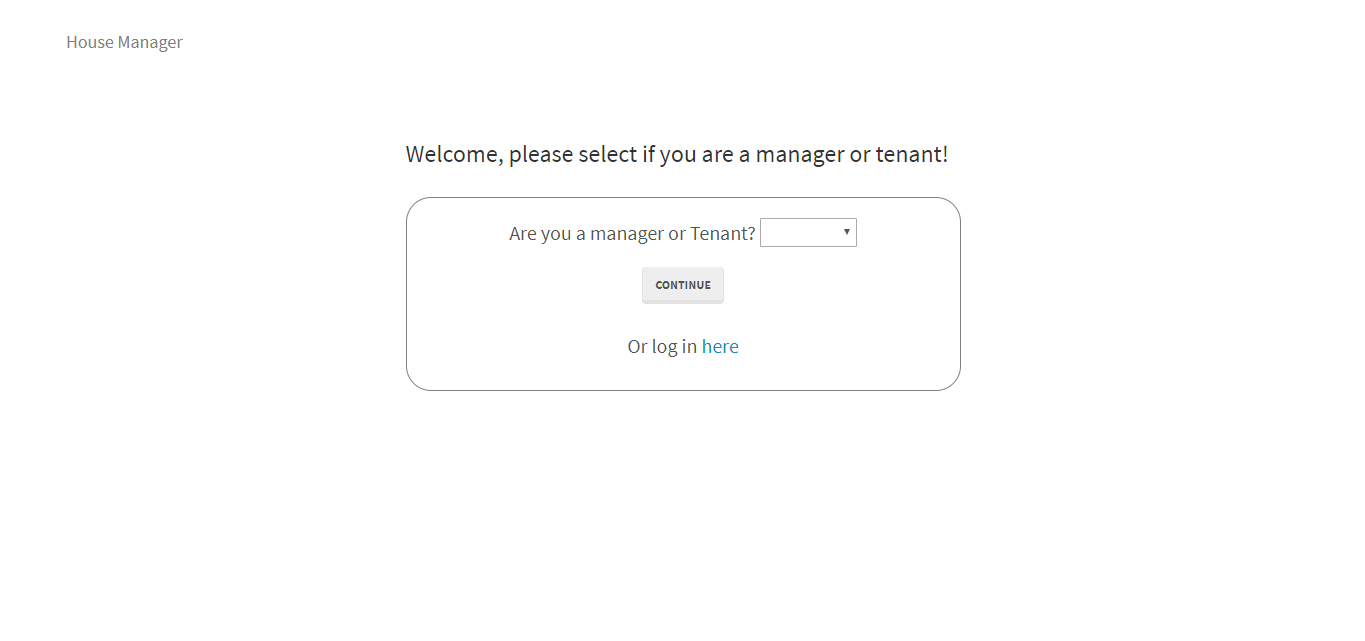 House Manager
Welcome, please select if you are a manager or tenant!
Are you a manager or Tenant?
CONTINUE
Or log in here